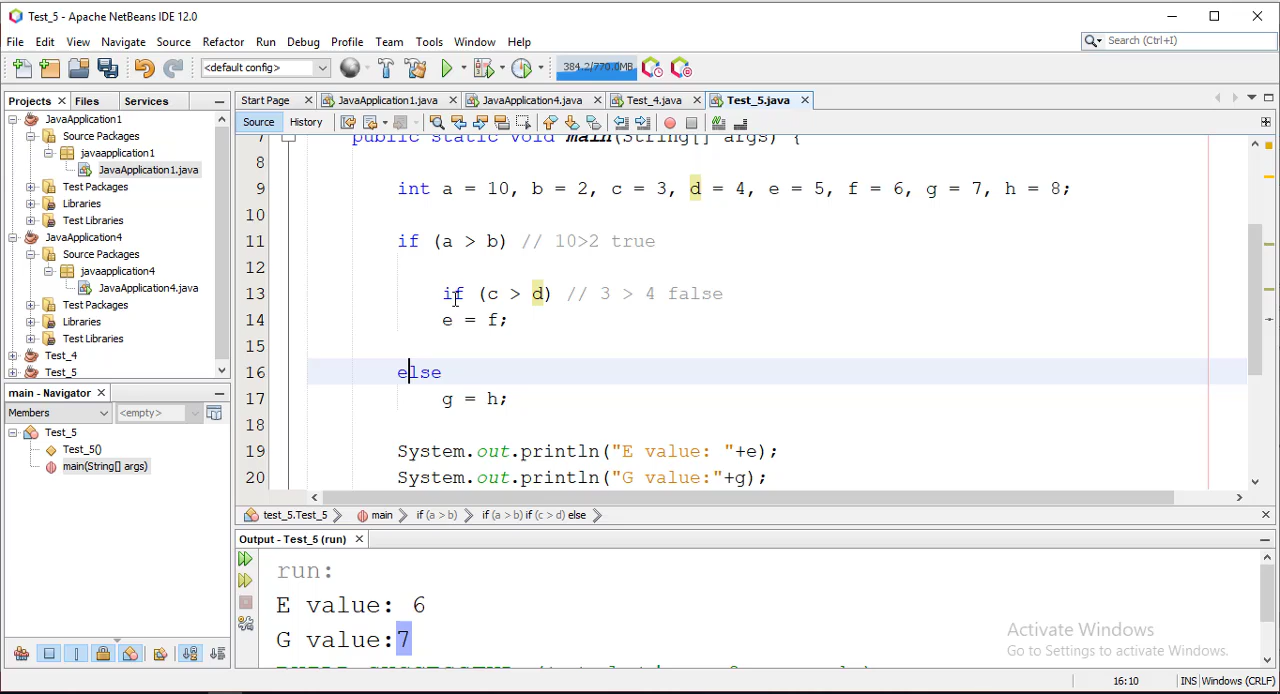 Test_5 - Apache NetBeans IDE 12.0
File Edit View Navigate Source Refactor Run Debug Profile Team Tools Window Help
Search (Ctrl+I)
<default config>
384.2/770.0MB
Projects Files Services
Start Page JavaApplication1.java JavaApplication4.java Test_4.java Test_5.java
Source History
JavaApplication1
Source Packages
javaapplication1
JavaApplication1.java
Test Packages
Libraries
Test Libraries
JavaApplication4
Source Packages
javaapplication4
JavaApplication4.java
Test Packages
Libraries
Test Libraries
Test_4
Test_5
7 public static void main(String[] args) {
8
9 int a = 10, b = 2, c = 3, d = 4, e = 5, f = 6, g = 7, h = 8;
10
11 if (a > b) // 10>2 true
12
13 if (c > d) // 3 > 4 false
14 e = f;
15
16 else
17 g = h;
18
19 System.out.println("E value: "+e);
20 System.out.println("G value:"+g);
main - Navigator
Members <empty>
Test_5
Test_5()
main(String[] args)
test_5.Test_5 main if (a > b) if (a > b) if (c > d) else
Output - Test_5 (run)
run:
E value: 6
G value:7
Activate Windows
Go to Settings to activate Windows.
16:10 INS Windows (CRLF)